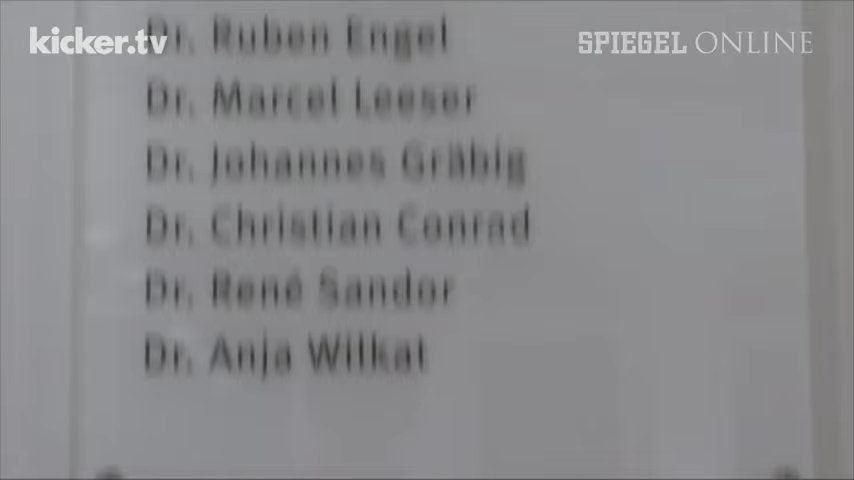 kicker.tv
SPIEGEL ONLINE
Dr. Ruben Engel
Dr. Marcel Leeser
Dr. Johannes Gräbig
Dr. Christian Conrad
Dr. René Sandor
Dr. Anja Wilkat